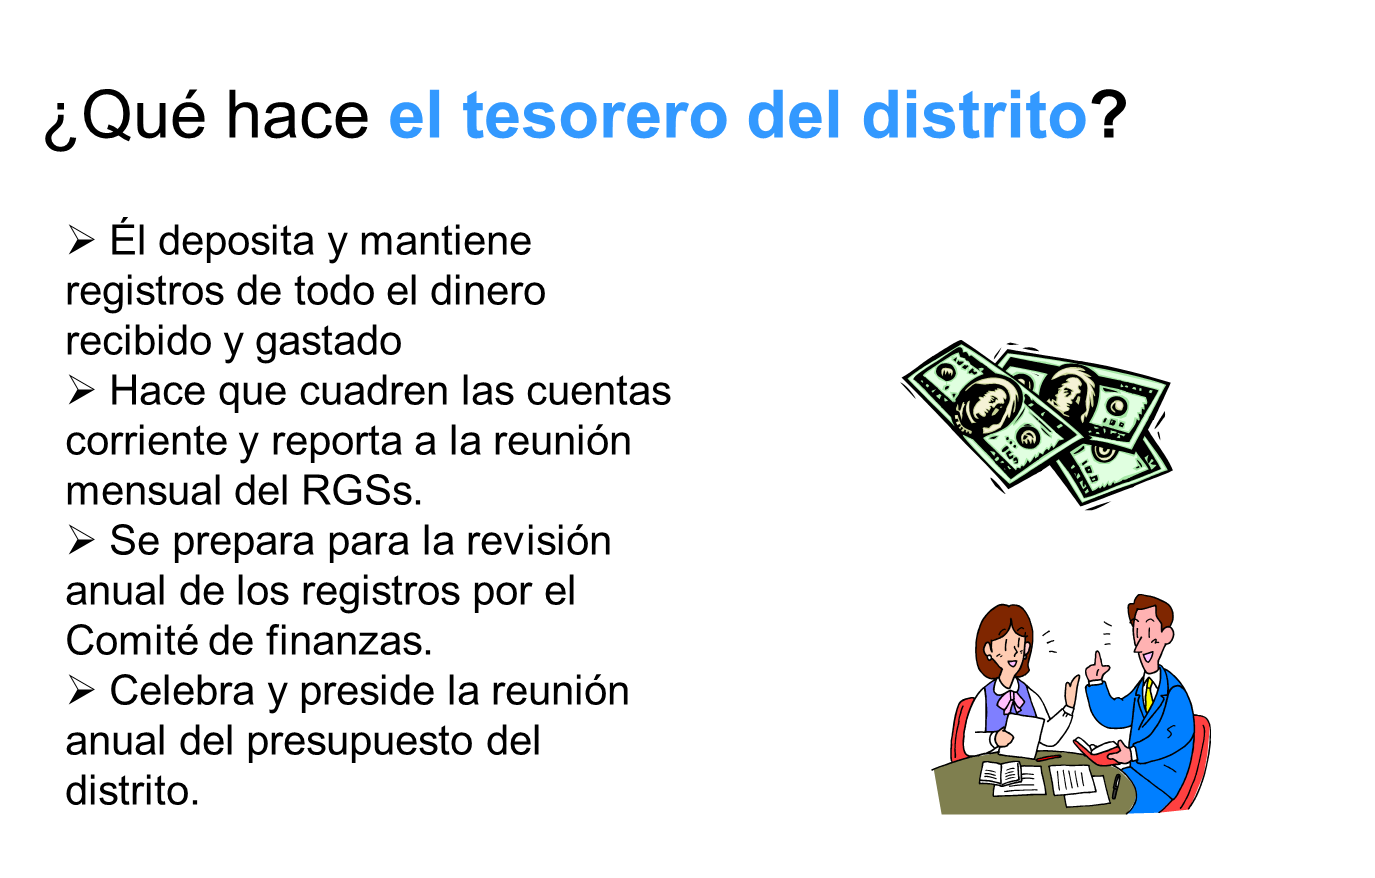 ¿Qué hace el tesorero del distrito?
➢ Él deposita y mantiene
registros de todo el dinero
recibido y gastado
➢ Hace que cuadren las cuentas
corriente y reporta a la reunión
mensual del RGSs.
➢ Se prepara para la revisión
anual de los registros por el
Comité de finanzas.
➢ Celebra y preside la reunión
anual del presupuesto del
distrito.